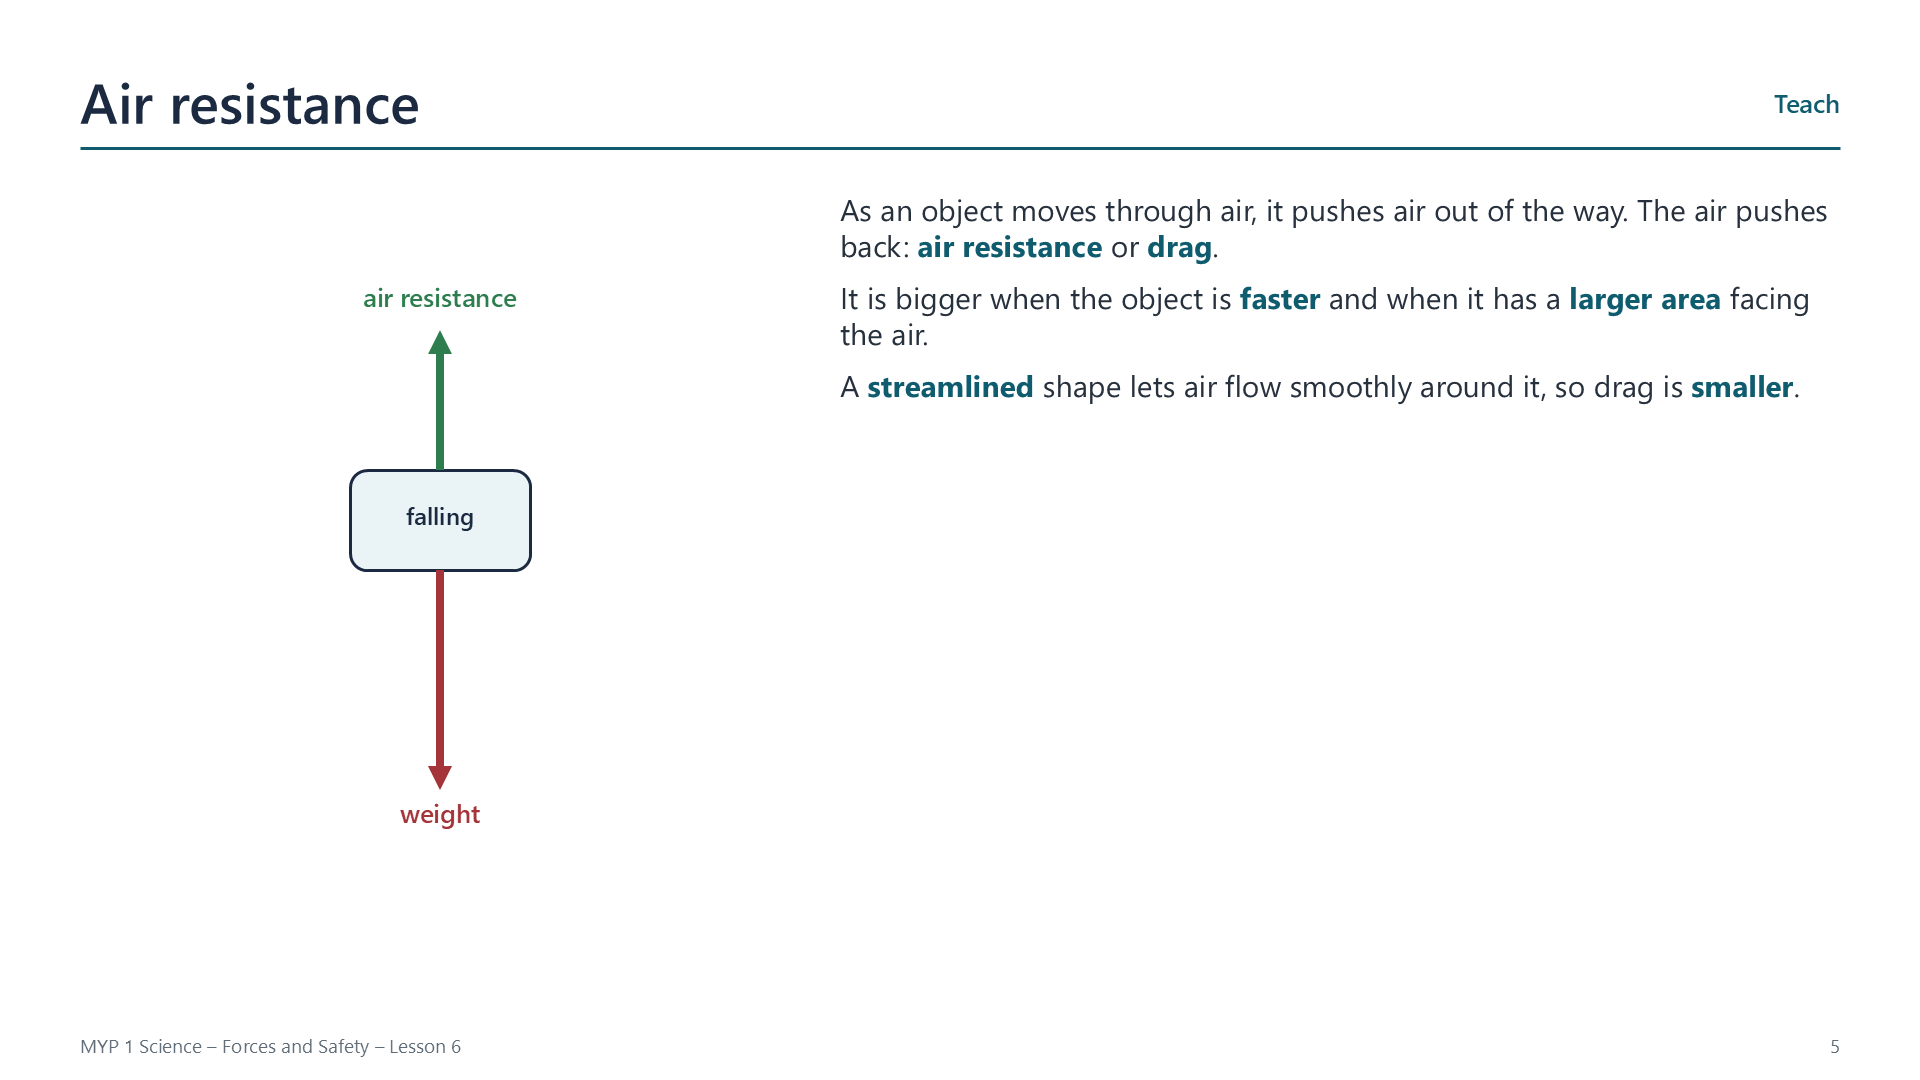 Air resistance
Teach
air resistance
falling
weight
As an object moves through air, it pushes air out of the way. The air pushes
back: air resistance or drag.
It is bigger when the object is faster and when it has a larger area facing
the air.
A streamlined shape lets air flow smoothly around it, so drag is smaller.
MYP 1 Science – Forces and Safety – Lesson 6
5